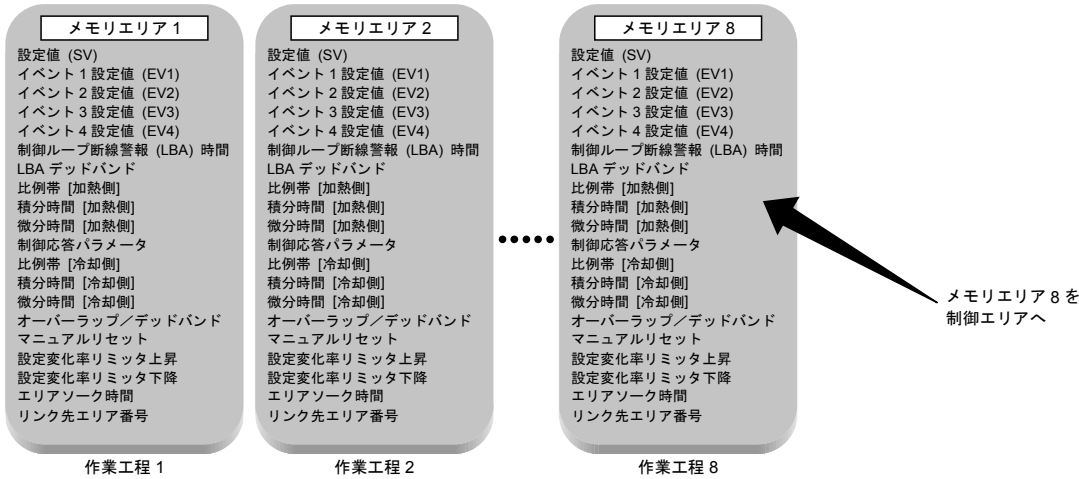 メモリエリア 1
設定値 (SV)
イベント 1 設定値 (EV1)
イベント 2 設定値 (EV2)
イベント 3 設定値 (EV3)
イベント 4 設定値 (EV4)
制御ループ断線警報 (LBA) 時間
LBA デッドバンド
比例帯 [加熱側]
積分時間 [加熱側]
微分時間 [加熱側]
制御応答パラメータ
比例帯 [冷却側]
積分時間 [冷却側]
微分時間 [冷却側]
オーバーラップ／デッドバンド
マニュアルリセット
設定変化率リミッタ上昇
設定変化率リミッタ下降
エリアソーク時間
リンク先エリア番号
作業工程 1
メモリエリア 2
設定値 (SV)
イベント 1 設定値 (EV1)
イベント 2 設定値 (EV2)
イベント 3 設定値 (EV3)
イベント 4 設定値 (EV4)
制御ループ断線警報 (LBA) 時間
LBA デッドバンド
比例帯 [加熱側]
積分時間 [加熱側]
微分時間 [加熱側]
制御応答パラメータ
比例帯 [冷却側]
積分時間 [冷却側]
微分時間 [冷却側]
オーバーラップ／デッドバンド
マニュアルリセット
設定変化率リミッタ上昇
設定変化率リミッタ下降
エリアソーク時間
リンク先エリア番号
作業工程 2
メモリエリア 8
設定値 (SV)
イベント 1 設定値 (EV1)
イベント 2 設定値 (EV2)
イベント 3 設定値 (EV3)
イベント 4 設定値 (EV4)
制御ループ断線警報 (LBA) 時間
LBA デッドバンド
比例帯 [加熱側]
積分時間 [加熱側]
微分時間 [加熱側]
制御応答パラメータ
比例帯 [冷却側]
積分時間 [冷却側]
微分時間 [冷却側]
オーバーラップ／デッドバンド
マニュアルリセット
設定変化率リミッタ上昇
設定変化率リミッタ下降
エリアソーク時間
リンク先エリア番号
作業工程 8
メモリエリア 8 を
制御エリアへ